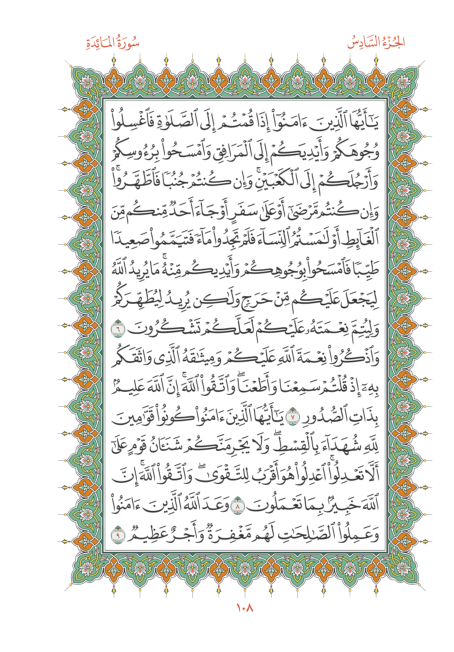 الجُزْءُ السَّادِسُ
سُورَةُ المَائِدَةِ
يَـٰٓأَيُّهَا ٱلَّذِينَ ءَامَنُوٓا۟ إِذَا قُمْتُمْ إِلَى ٱلصَّلَوٰةِ فَٱغْسِلُوا۟
وُجُوهَكُمْ وَأَيْدِيَكُمْ إِلَى ٱلْمَرَافِقِ وَٱمْسَحُوا۟ بِرُءُوسِكُمْ
وَأَرْجُلَكُمْ إِلَى ٱلْكَعْبَيْنِ ۚ وَإِن كُنتُمْ جُنُبًا فَٱطَّهَّرُوا۟ ۚ
وَإِن كُنتُم مَّرْضَىٰٓ أَوْ عَلَىٰ سَفَرٍ أَوْ جَآءَ أَحَدٌ مِّنكُم مِّنَ
ٱلْغَآئِطِ أَوْ لَـٰمَسْتُمُ ٱلنِّسَآءَ فَلَمْ تَجِدُوا۟ مَآءً فَتَيَمَّمُوا۟ صَعِيدًا
طَيِّبًا فَٱمْسَحُوا۟ بِوُجُوهِكُمْ وَأَيْدِيكُم مِّنْهُ ۚ مَا يُرِيدُ ٱللَّهُ
لِيَجْعَلَ عَلَيْكُم مِّنْ حَرَجٍ وَلَـٰكِن يُرِيدُ لِيُطَهِّرَكُمْ
وَلِيُتِمَّ نِعْمَتَهُۥ عَلَيْكُمْ لَعَلَّكُمْ تَشْكُرُونَ ٦
وَٱذْكُرُوا۟ نِعْمَةَ ٱللَّهِ عَلَيْكُمْ وَمِيثَـٰقَهُ ٱلَّذِى وَاثَقَكُم
بِهِۦٓ إِذْ قُلْتُمْ سَمِعْنَا وَأَطَعْنَا ۖ وَٱتَّقُوا۟ ٱللَّهَ ۚ إِنَّ ٱللَّهَ عَلِيمٌۢ
بِذَاتِ ٱلصُّدُورِ ٧ يَـٰٓأَيُّهَا ٱلَّذِينَ ءَامَنُوا۟ كُونُوا۟ قَوَّٰمِينَ
لِلَّهِ شُهَدَآءَ بِٱلْقِسْطِ ۖ وَلَا يَجْرِمَنَّكُمْ شَنَـَٔانُ قَوْمٍ عَلَىٰٓ
أَلَّا تَعْدِلُوا۟ ۚ ٱعْدِلُوا۟ هُوَ أَقْرَبُ لِلتَّقْوَىٰ ۖ وَٱتَّقُوا۟ ٱللَّهَ ۚ إِنَّ
ٱللَّهَ خَبِيرٌۢ بِمَا تَعْمَلُونَ ٨ وَعَدَ ٱللَّهُ ٱلَّذِينَ ءَامَنُوا۟
وَعَمِلُوا۟ ٱلصَّـٰلِحَـٰتِ ۙ لَهُم مَّغْفِرَةٌ وَأَجْرٌ عَظِيمٌ ٩
١٠٨